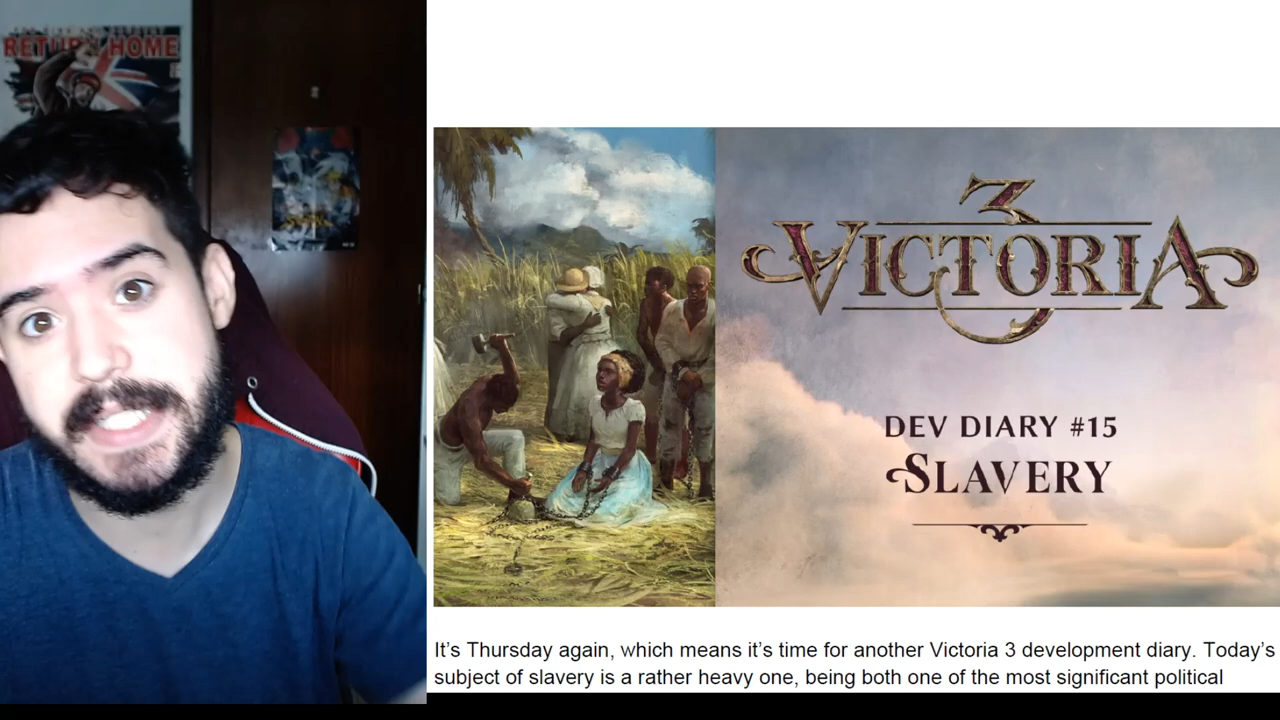 RETURN HOME
3
VICTORIA
DEV DIARY #15
SLAVERY
It’s Thursday again, which means it’s time for another Victoria 3 development diary. Today’s
subject of slavery is a rather heavy one, being both one of the most significant political